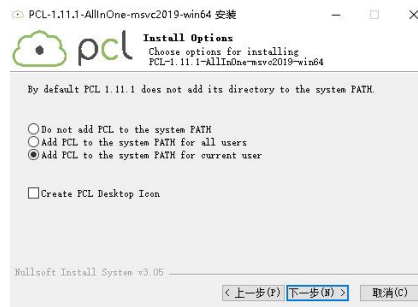 PCL-1.11.1-AllInOne-msvc2019-win64 安装
pcl
Install Options
Choose options for installing
PCL-1.11.1-AllInOne-msvc2019-win64
By default PCL 1.11.1 does not add its directory to the system PATH.
Do not add PCL to the system PATH
Add PCL to the system PATH for all users
Add PCL to the system PATH for current user
Create PCL Desktop Icon
Nullsoft Install System v3.05
< 上一步(P) 下一步(N) > 取消(C)